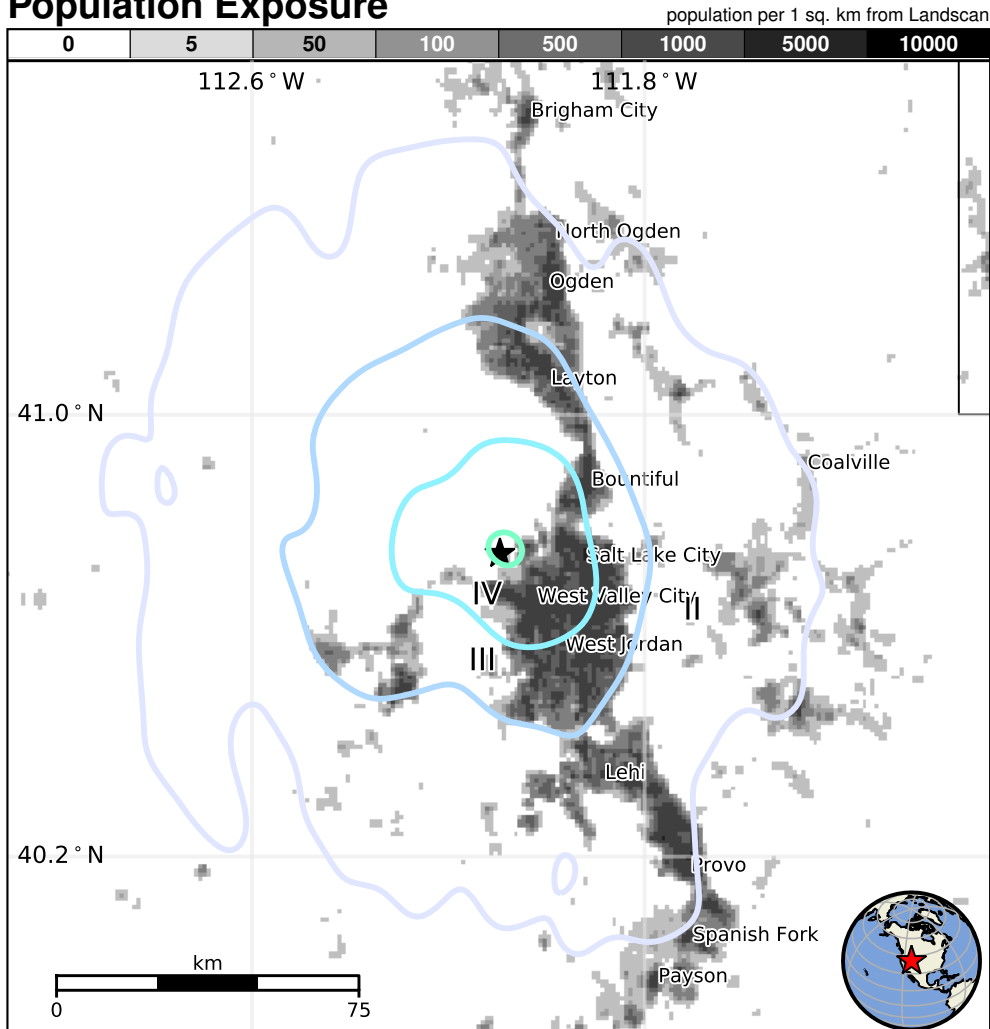 Population Exposure
population per 1 sq. km from Landscan
0 5 50 100 500 1000 5000 10000
112.6°W 111.8°W
Brigham City
North Ogden
Ogden
Layton
41.0°N
Coalville
Bountiful
Salt Lake City
IV West Valley City II
West Jordan
III
Lehi
40.2°N
Provo
Spanish Fork
km
Payson
0 75